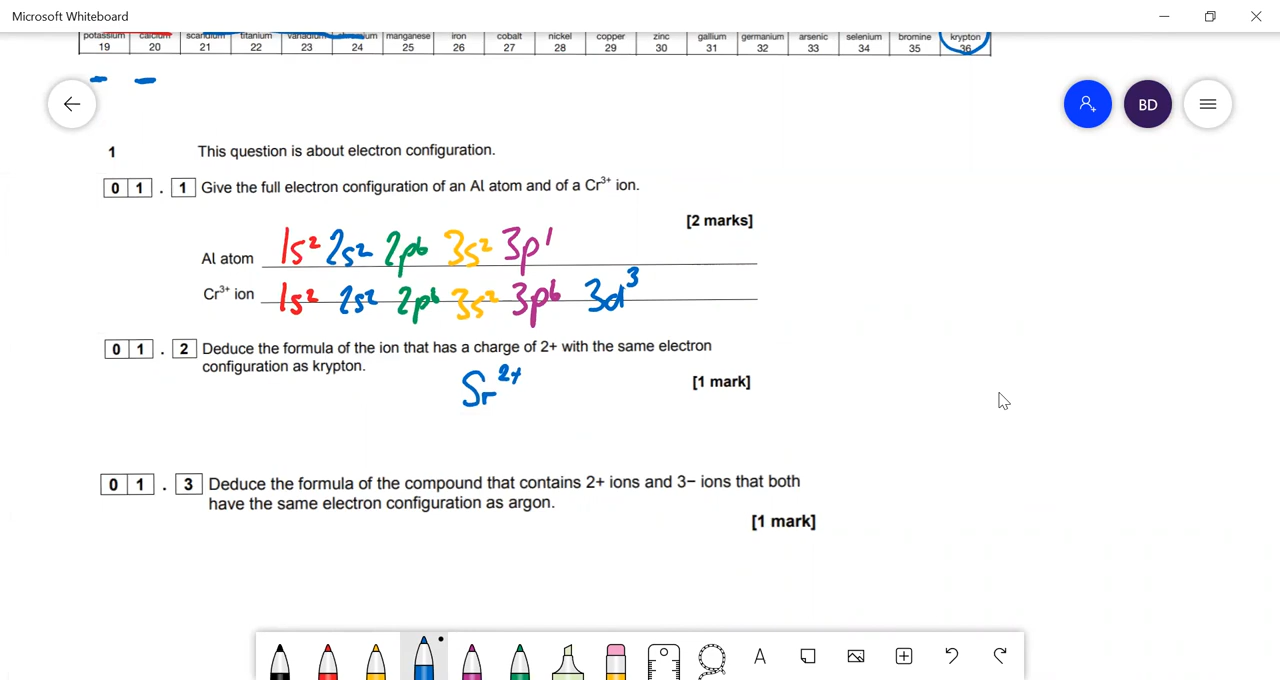 Microsoft Whiteboard
potassium calcium scandium titanium vanadium manganese iron cobalt nickel copper zinc gallium germanium arsenic selenium bromine krypton
19 20 21 22 23 24 25 26 27 28 29 30 31 32 33 34 35 36
BD
1 This question is about electron configuration.
0 1 . 1 Give the full electron configuration of an Al atom and of a Cr³⁺ ion.
[2 marks]
Al atom 1s² 2s² 2p⁶ 3s² 3p¹
Cr³⁺ ion 1s² 2s² 2p⁶ 3s² 3p⁶ 3d³
0 1 . 2 Deduce the formula of the ion that has a charge of 2+ with the same electron
configuration as krypton.
[1 mark]
Sr²⁺
0 1 . 3 Deduce the formula of the compound that contains 2+ ions and 3− ions that both
have the same electron configuration as argon.
[1 mark]
A